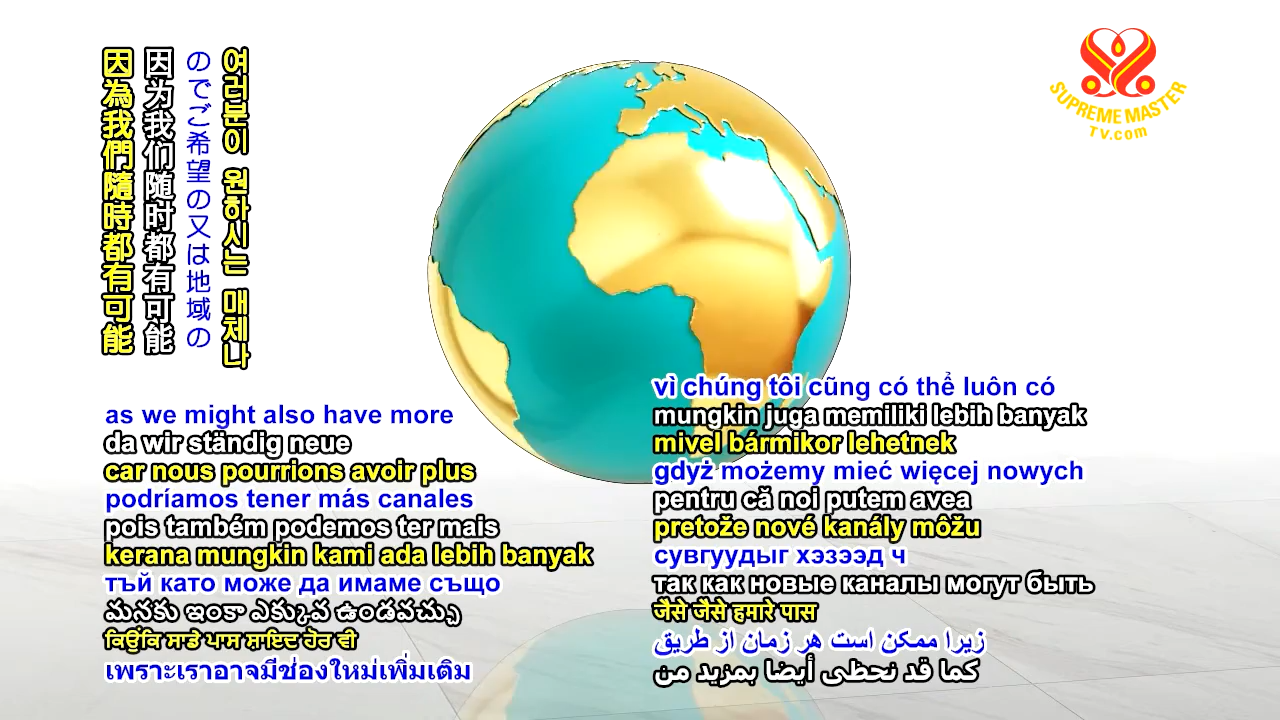 因為我們隨時都有可能
因为我们随时都有可能
のでご希望の又は地域の
여러분이 원하시는 매체나
SUPREME MASTER
TV.com
as we might also have more
da wir ständig neue
car nous pourrions avoir plus
podríamos tener más canales
pois também podemos ter mais
kerana mungkin kami ada lebih banyak
тъй като може да имаме също
మనకు ఇంకా ఎక్కువ ఉండవచ్చు
ਕਿਉਂਕਿ ਸਾਡੇ ਪਾਸ ਸ਼ਾਇਦ ਹੋਰ ਵੀ
เพราะเราอาจมีช่องใหม่เพิ่มเติม
vì chúng tôi cũng có thể luôn có
mungkin juga memiliki lebih banyak
mivel bármikor lehetnek
gdyż możemy mieć więcej nowych
pentru că noi putem avea
pretože nové kanály môžu
сувгуудыг хэзээд ч
так как новые каналы могут быть
जैसे जैसे हमारे पास
زیرا ممکن است هر زمان از طریق
كما قد نحظى أيضا بمزيد من